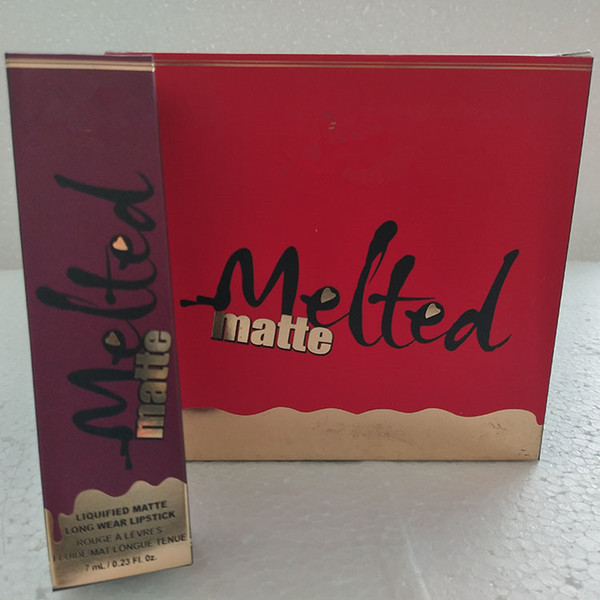 Melted
matte
LIQUIFIED MATTE
LONG WEAR LIPSTICK
ROUGE À LÈVRES
FLUIDE MAT LONGUE TENUE
7 mL / 0.23 Fl. Oz.
Melted
matte